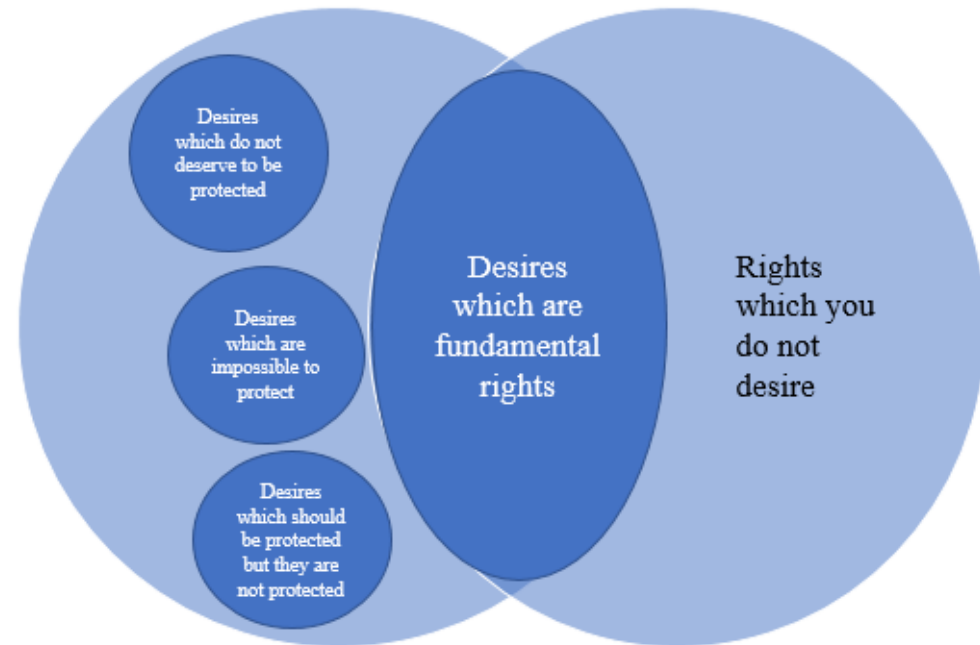 Desires
which do not
deserve to be
protected
Desires
which are
impossible to
protect
Desires
which should
be protected
but they are
not protected
Desires
which are
fundamental
rights
Rights
which you
do not
desire